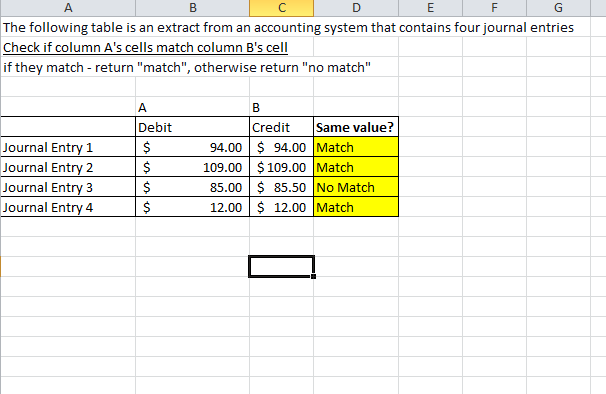 A B C D E F G
The following table is an extract from an accounting system that contains four journal entries
Check if column A's cells match column B's cell
if they match - return "match", otherwise return "no match"
A B
Debit Credit Same value?
Journal Entry 1 $ 94.00 $ 94.00 Match
Journal Entry 2 $ 109.00 $ 109.00 Match
Journal Entry 3 $ 85.00 $ 85.50 No Match
Journal Entry 4 $ 12.00 $ 12.00 Match